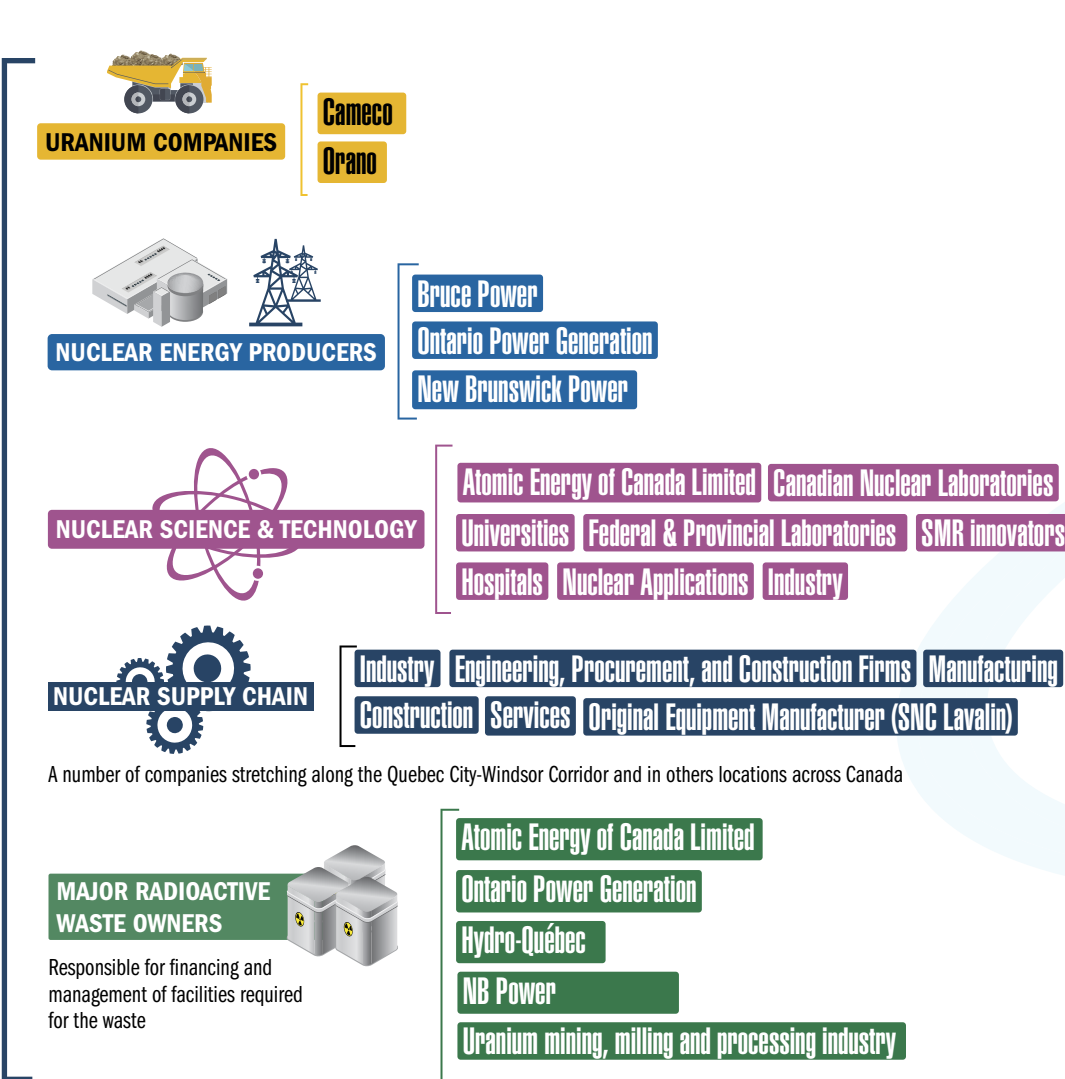 URANIUM COMPANIES
Cameco
Orano
NUCLEAR ENERGY PRODUCERS
Bruce Power
Ontario Power Generation
New Brunswick Power
NUCLEAR SCIENCE & TECHNOLOGY
Atomic Energy of Canada Limited Canadian Nuclear Laboratories
Universities Federal & Provincial Laboratories SMR innovators
Hospitals Nuclear Applications Industry
NUCLEAR SUPPLY CHAIN
Industry Engineering, Procurement, and Construction Firms Manufacturing
Construction Services Original Equipment Manufacturer (SNC Lavalin)
A number of companies stretching along the Quebec City-Windsor Corridor and in others locations across Canada
MAJOR RADIOACTIVE
WASTE OWNERS
Responsible for financing and
management of facilities required
for the waste
Atomic Energy of Canada Limited
Ontario Power Generation
Hydro-Québec
NB Power
Uranium mining, milling and processing industry